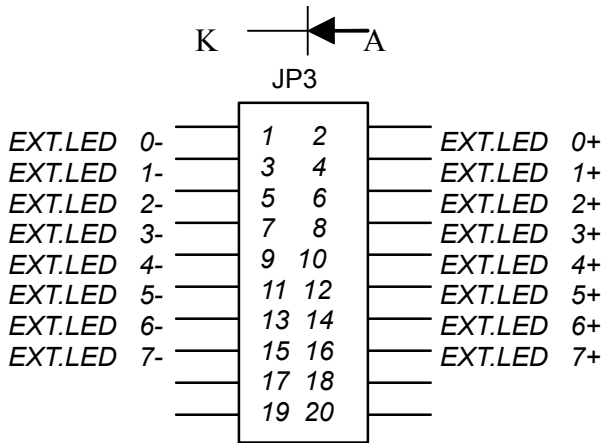 K A
JP3
EXT.LED 0- 1 2 EXT.LED 0+
EXT.LED 1- 3 4 EXT.LED 1+
EXT.LED 2- 5 6 EXT.LED 2+
EXT.LED 3- 7 8 EXT.LED 3+
EXT.LED 4- 9 10 EXT.LED 4+
EXT.LED 5- 11 12 EXT.LED 5+
EXT.LED 6- 13 14 EXT.LED 6+
EXT.LED 7- 15 16 EXT.LED 7+
17 18
19 20